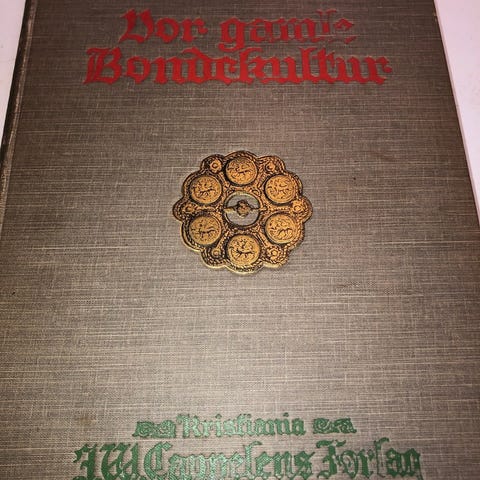 Vor gamle
Bondekultur
Kristiania
J.W. Cappelens Forlag